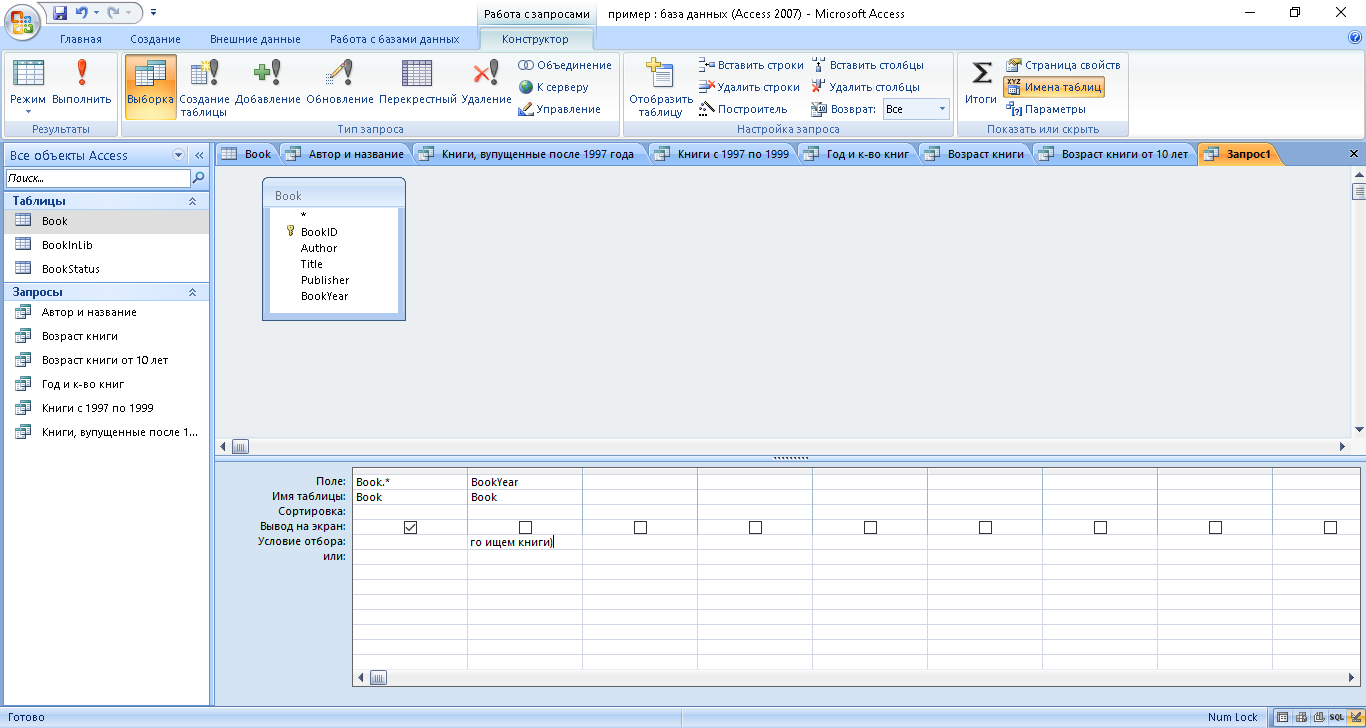 Работа с запросами
пример : база данных (Access 2007) - Microsoft Access
Главная
Создание
Внешние данные
Работа с базами данных
Конструктор
Режим
Выполнить
Результаты
Выборка
Создание таблицы
Добавление
Обновление
Перекрестный
Удаление
Объединение
К серверу
Управление
Тип запроса
Отобразить таблицу
Вставить строки
Удалить строки
Построитель
Вставить столбцы
Удалить столбцы
Возврат: Все
Настройка запроса
Итоги
Страница свойств
Имена таблиц
Параметры
Показать или скрыть
Все объекты Access
Поиск...
Таблицы
Book
BookInLib
BookStatus
Запросы
Автор и название
Возраст книги
Возраст книги от 10 лет
Год и к-во книг
Книги с 1997 по 1999
Книги, вупущенные после 1...
Book
Автор и название
Книги, вупущенные после 1997 года
Книги с 1997 по 1999
Год и к-во книг
Возраст книги
Возраст книги от 10 лет
Запрос1
Book
*
BookID
Author
Title
Publisher
BookYear
Поле: Book.* BookYear
Имя таблицы: Book Book
Сортировка:
Вывод на экран:
Условие отбора: го ищем книги)
или:
Готово
Num Lock
SQL